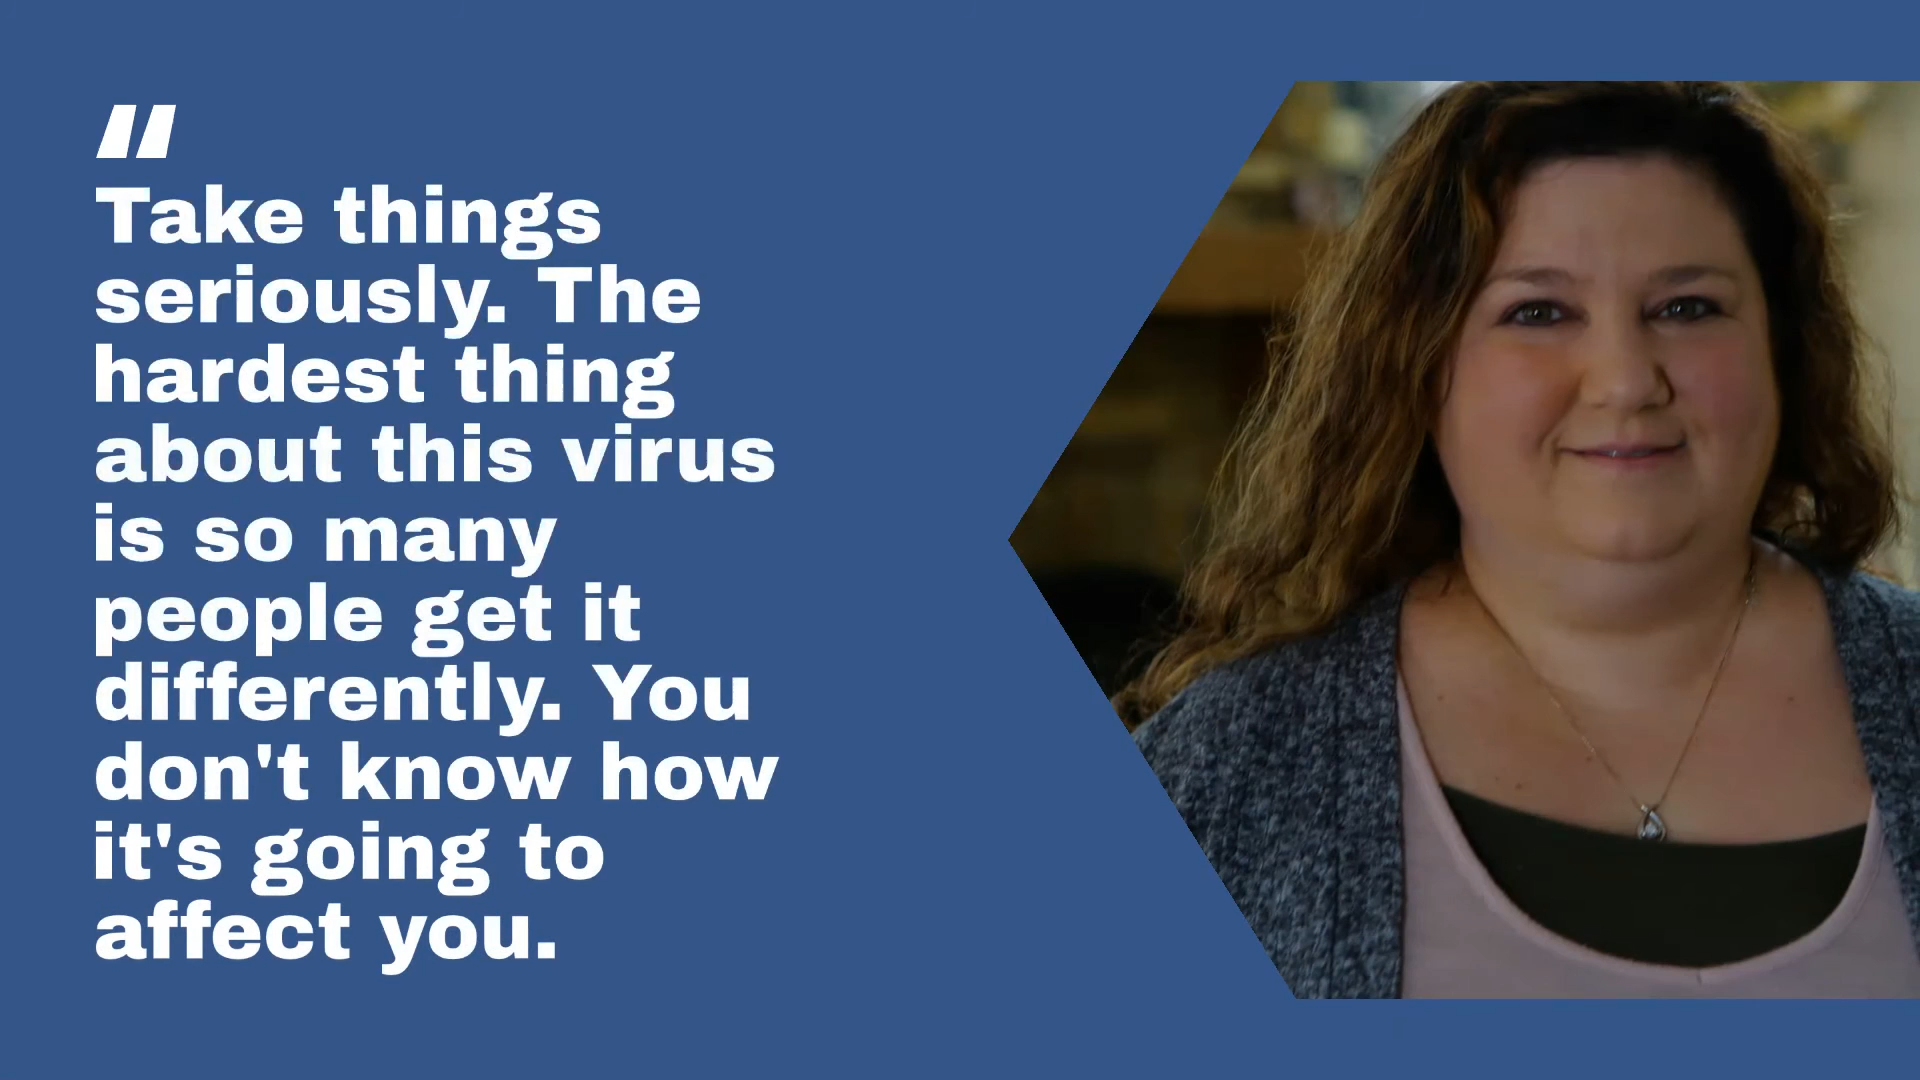 "
Take things
seriously. The
hardest thing
about this virus
is so many
people get it
differently. You
don't know how
it's going to
affect you.